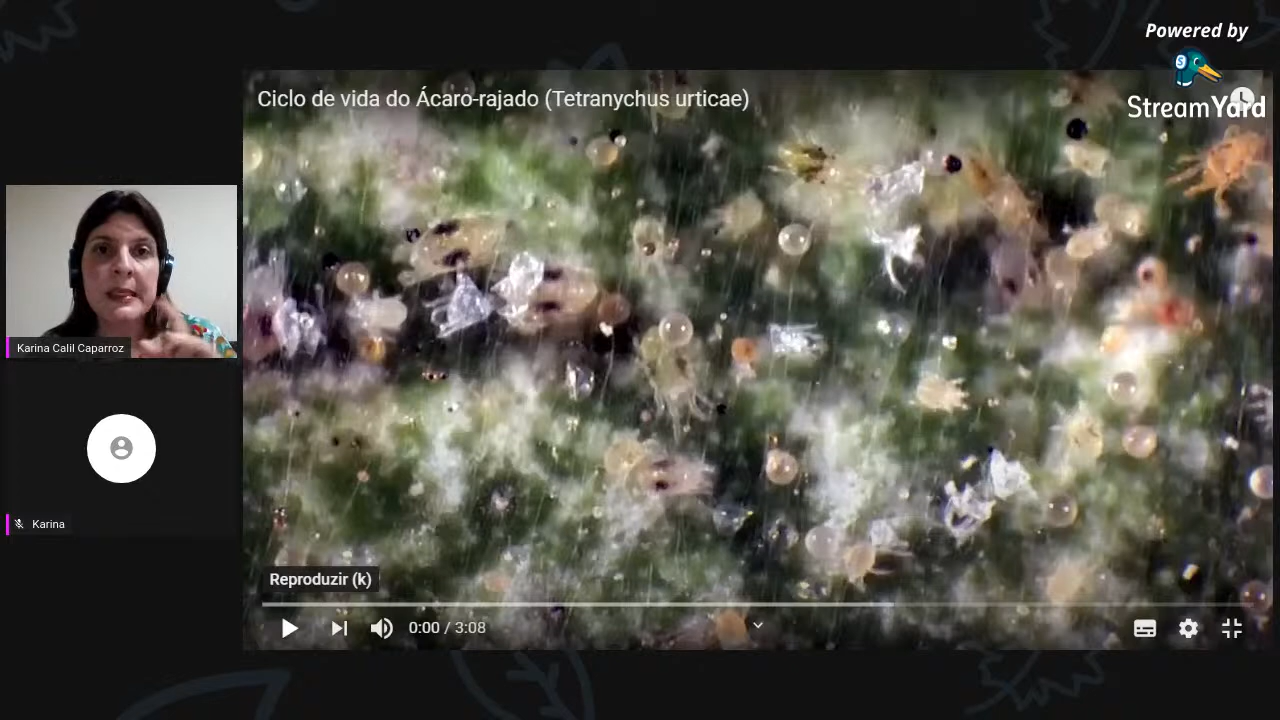 Powered by
StreamYard
Ciclo de vida do Ácaro-rajado (Tetranychus urticae)
Karina Calil Caparroz
Karina
Reproduzir (k)
0:00 / 3:08